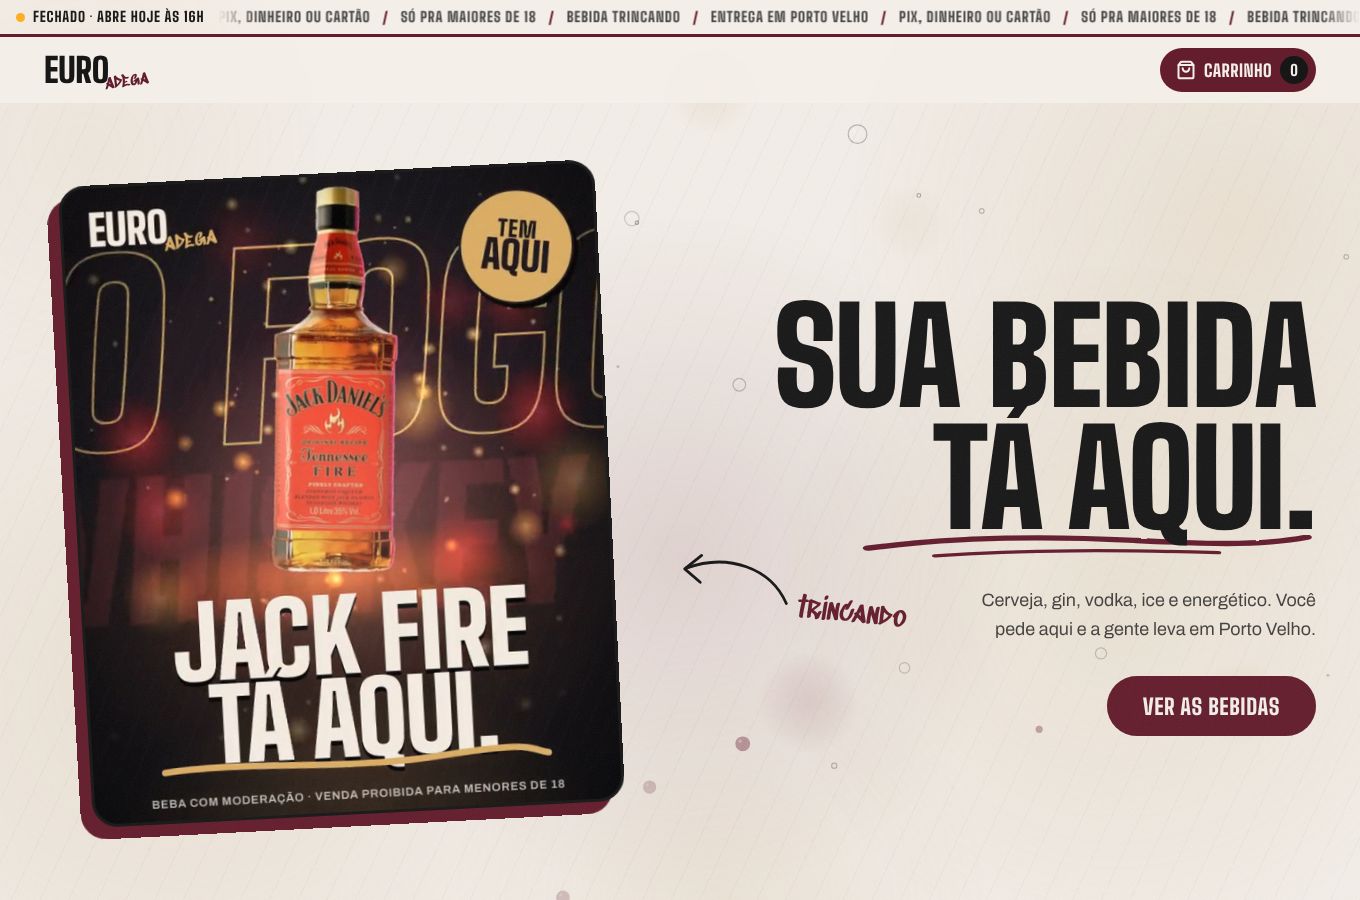 FECHADO · ABRE HOJE ÀS 16H
PIX, DINHEIRO OU CARTÃO / SÓ PRA MAIORES DE 18 / BEBIDA TRINCANDO / ENTREGA EM PORTO VELHO / PIX, DINHEIRO OU CARTÃO / SÓ PRA MAIORES DE 18 / BEBIDA TRINCANDO
EURO
ADEGA
CARRINHO 0
EURO
ADEGA
TEM
AQUI
O FOGO
JACK DANIEL'S
Tennessee
FIRE
JACK FIRE
TÁ AQUI.
BEBA COM MODERAÇÃO · VENDA PROIBIDA PARA MENORES DE 18
SUA BEBIDA
TÁ AQUI.
TRINCANDO
Cerveja, gin, vodka, ice e energético. Você
pede aqui e a gente leva em Porto Velho.
VER AS BEBIDAS